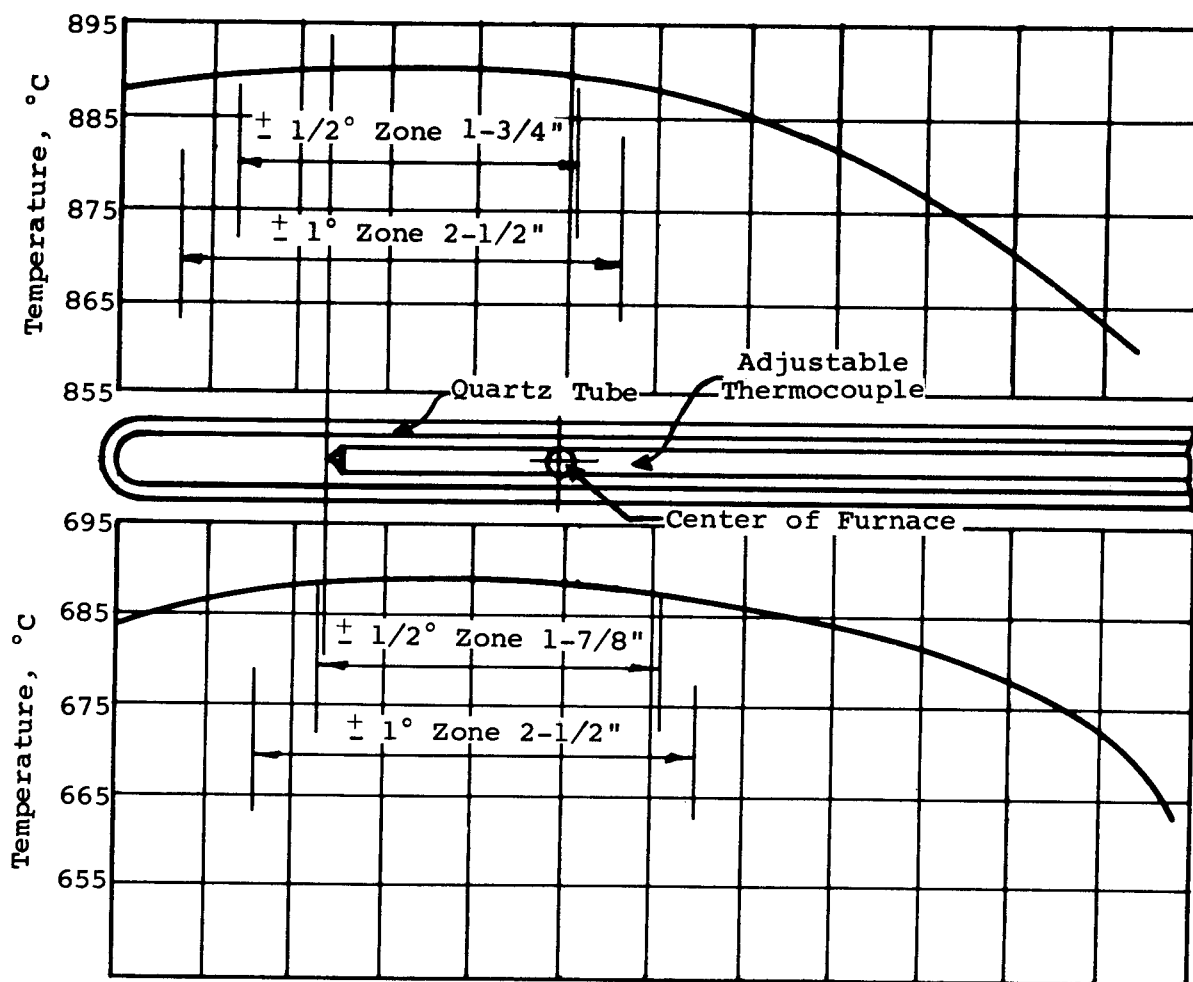 895
885
875
865
855
Temperature, °C
± 1/2° Zone 1-3/4"
± 1° Zone 2-1/2"
Adjustable
Thermocouple
Quartz Tube
Center of Furnace
695
685
675
665
655
Temperature, °C
± 1/2° Zone 1-7/8"
± 1° Zone 2-1/2"